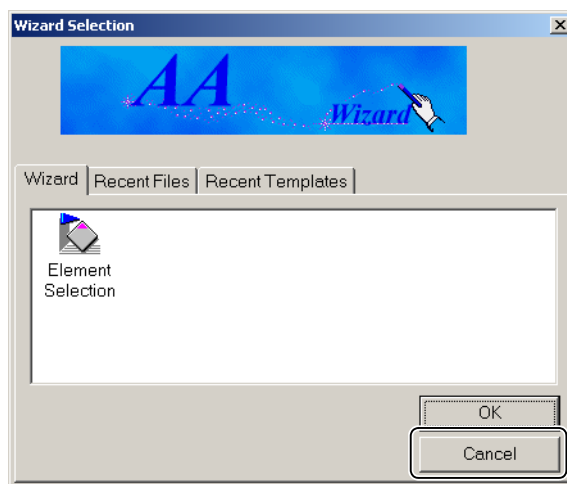 Wizard Selection
AA
Wizard
Wizard Recent Files Recent Templates
Element
Selection
OK
Cancel